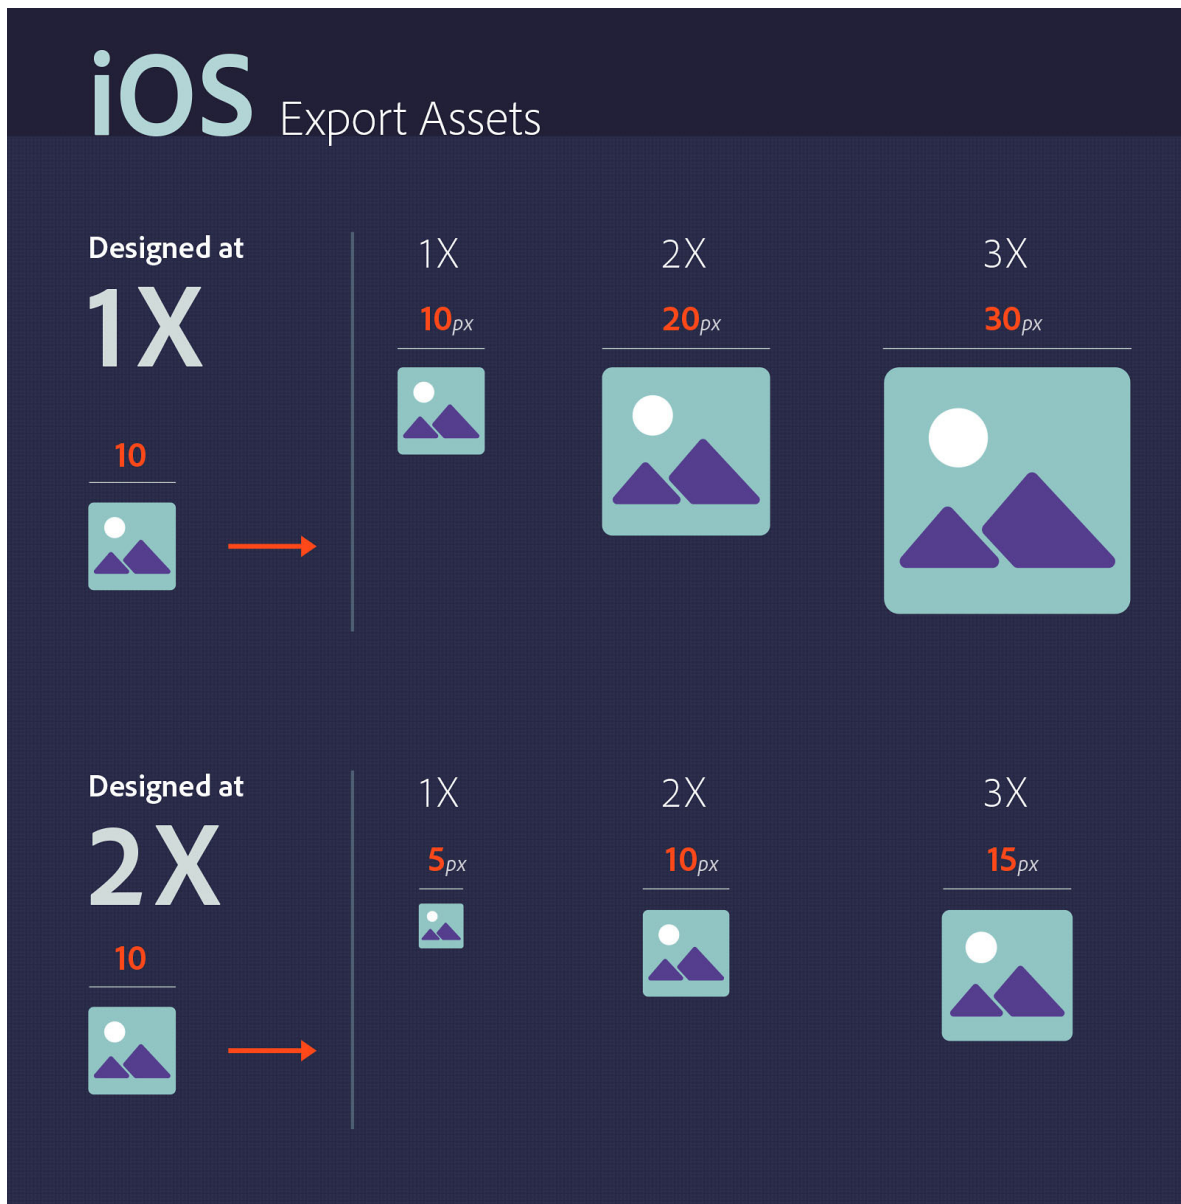 iOS Export Assets
Designed at
1X
10
1X 2X 3X
10px 20px 30px
Designed at
2X
10
1X 2X 3X
5px 10px 15px